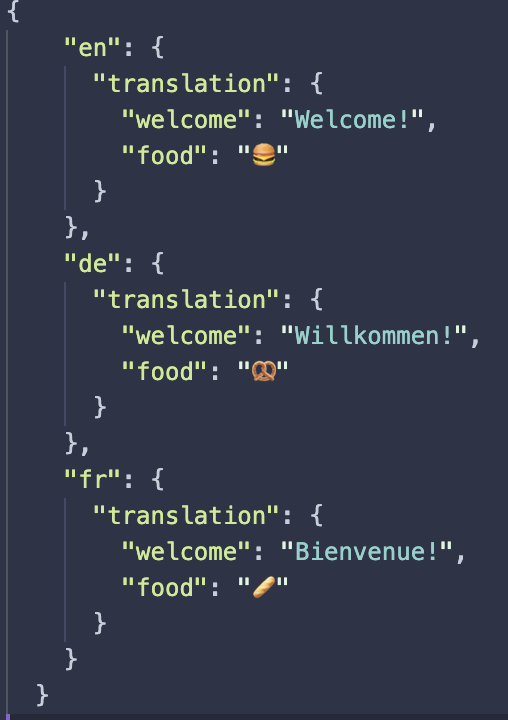 {
    "en": {
      "translation": {
        "welcome": "Welcome!",
        "food": "🍔"
      }
    },
    "de": {
      "translation": {
        "welcome": "Willkommen!",
        "food": "🥨"
      }
    },
    "fr": {
      "translation": {
        "welcome": "Bienvenue!",
        "food": "🥖"
      }
    }
  }